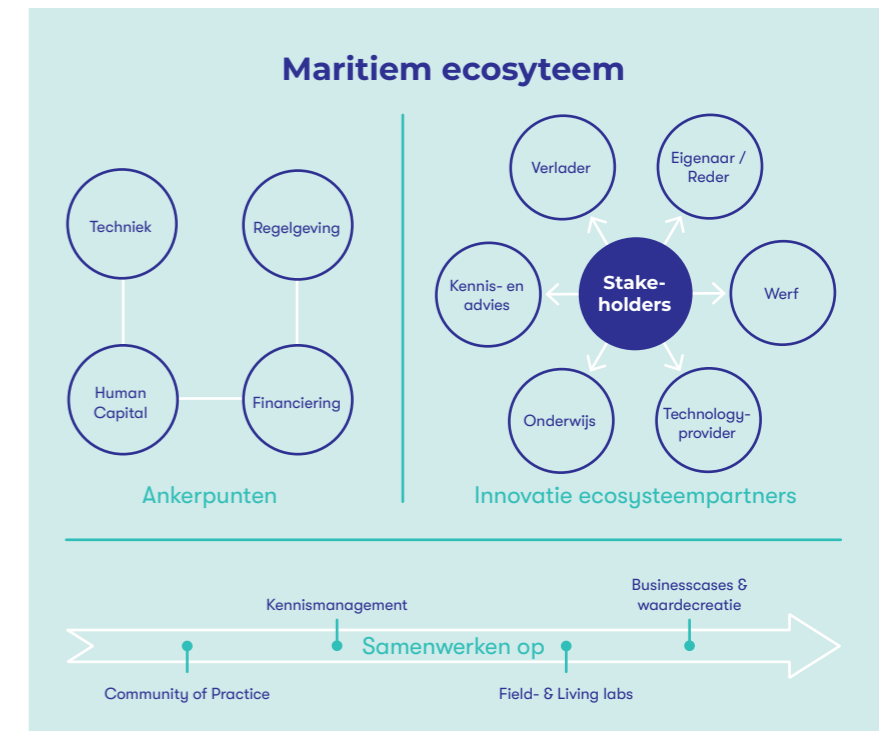 Maritiem ecosyteem
Techniek
Regelgeving
Human
Capital
Financiering
Ankerpunten
Verlader
Eigenaar /
Reder
Kennis- en
advies
Stake-
holders
Werf
Onderwijs
Technology-
provider
Innovatie ecosysteempartners
Kennismanagement
Businesscases &
waardecreatie
Samenwerken op
Community of Practice
Field- & Living labs